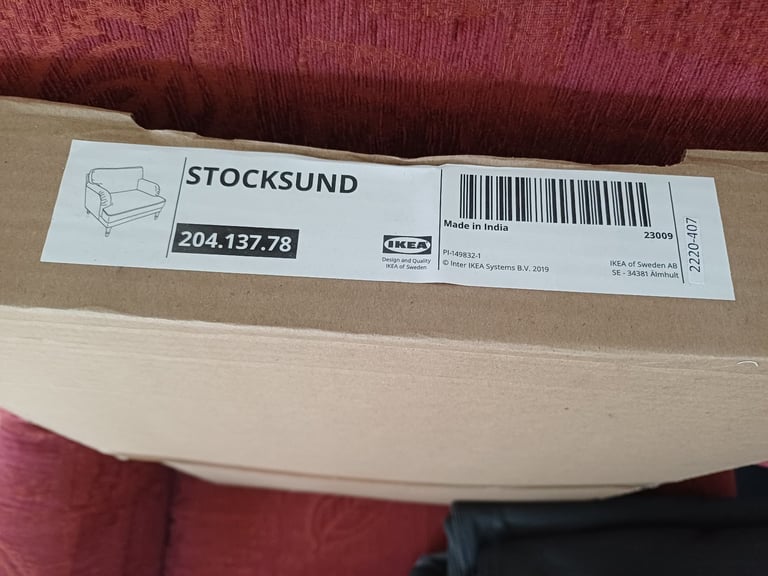 STOCKSUND
204.137.78
IKEA
Design and Quality
IKEA of Sweden
Made in India
23009
PI-149832-1
© Inter IKEA Systems B.V. 2019
IKEA of Sweden AB
SE - 34381 Älmhult
2220-407